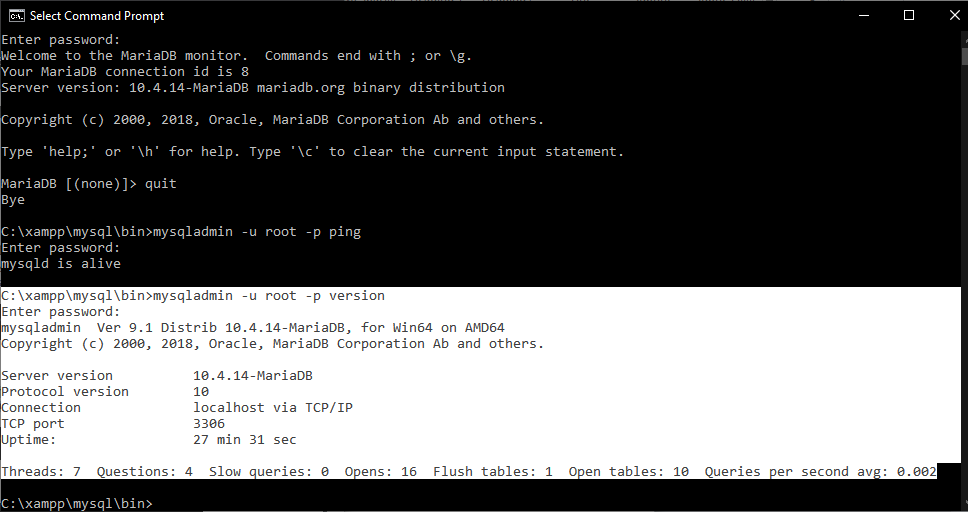 Select Command Prompt
Enter password:
Welcome to the MariaDB monitor.  Commands end with ; or \g.
Your MariaDB connection id is 8
Server version: 10.4.14-MariaDB mariadb.org binary distribution
Copyright (c) 2000, 2018, Oracle, MariaDB Corporation Ab and others.
Type 'help;' or '\h' for help. Type '\c' to clear the current input statement.
MariaDB [(none)]> quit
Bye
C:\xampp\mysql\bin>mysqladmin -u root -p ping
Enter password:
mysqld is alive
C:\xampp\mysql\bin>mysqladmin -u root -p version
Enter password:
mysqladmin  Ver 9.1 Distrib 10.4.14-MariaDB, for Win64 on AMD64
Copyright (c) 2000, 2018, Oracle, MariaDB Corporation Ab and others.
Server version          10.4.14-MariaDB
Protocol version        10
Connection              localhost via TCP/IP
TCP port                3306
Uptime:                 27 min 31 sec
Threads: 7  Questions: 4  Slow queries: 0  Opens: 16  Flush tables: 1  Open tables: 10  Queries per second avg: 0.002
C:\xampp\mysql\bin>